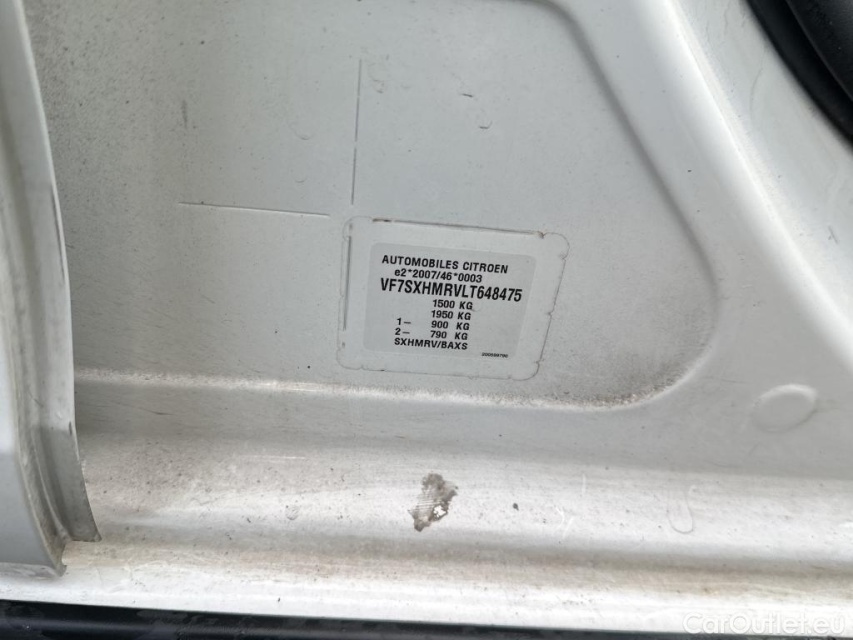 AUTOMOBILES CITROEN
e2*2007/46*0003
VF7SXHMRVLT648475
1500 KG
1950 KG
1– 900 KG
2– 790 KG
SXHMRV/BAXS
CarOutlet.eu